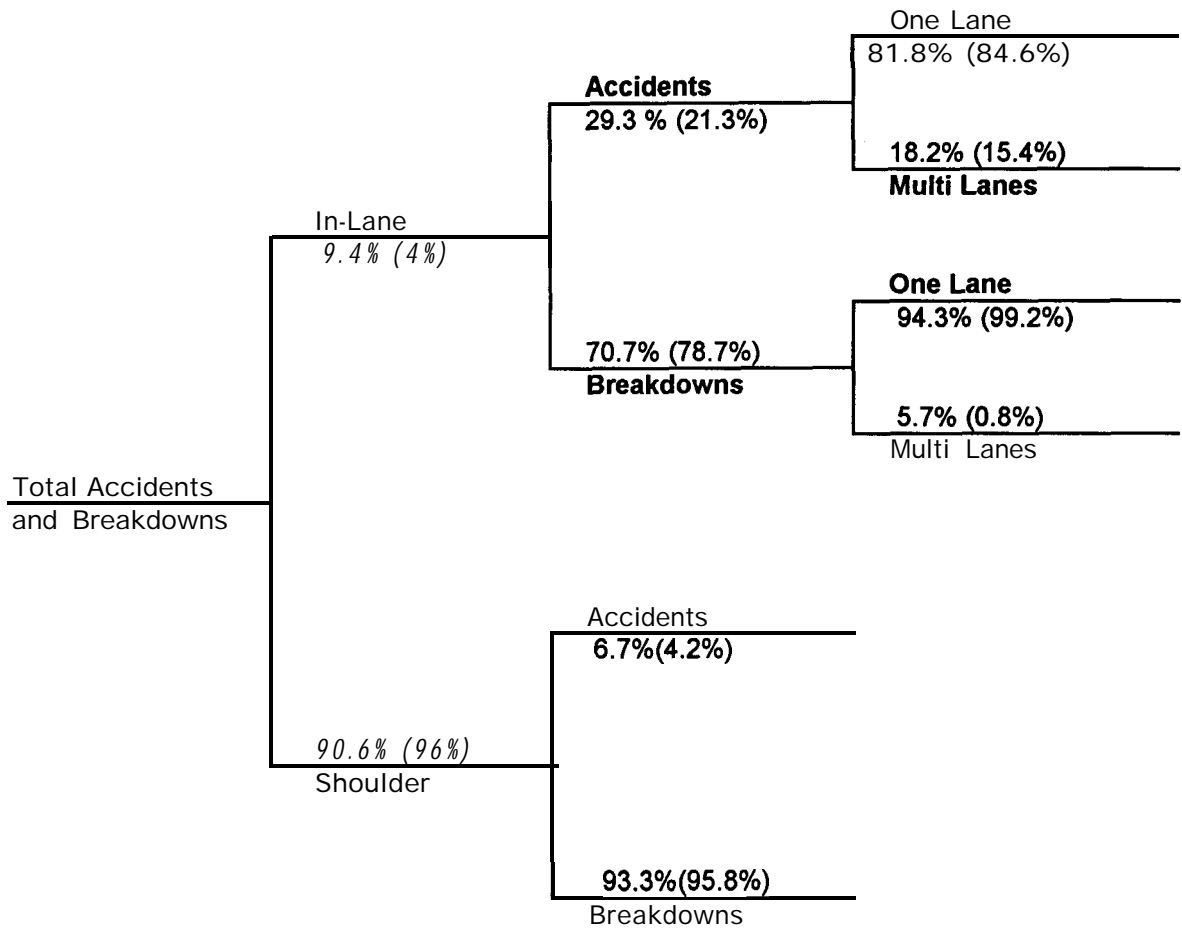 One Lane
81.8% (84.6%)
Accidents
29.3 % (21.3%)
18.2% (15.4%)
Multi Lanes
In-Lane
9.4% (4%)
One Lane
94.3% (99.2%)
70.7% (78.7%)
Breakdowns
5.7% (0.8%)
Multi Lanes
Total Accidents
and Breakdowns
Accidents
6.7%(4.2%)
90.6% (96%)
Shoulder
93.3%(95.8%)
Breakdowns